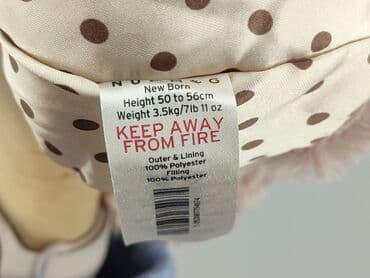 New Born
Height 50 to 56cm
Weight 3.5kg/7lb 11 oz
KEEP AWAY
FROM FIRE
Outer & Lining
100% Polyester
Filling
100% Polyester